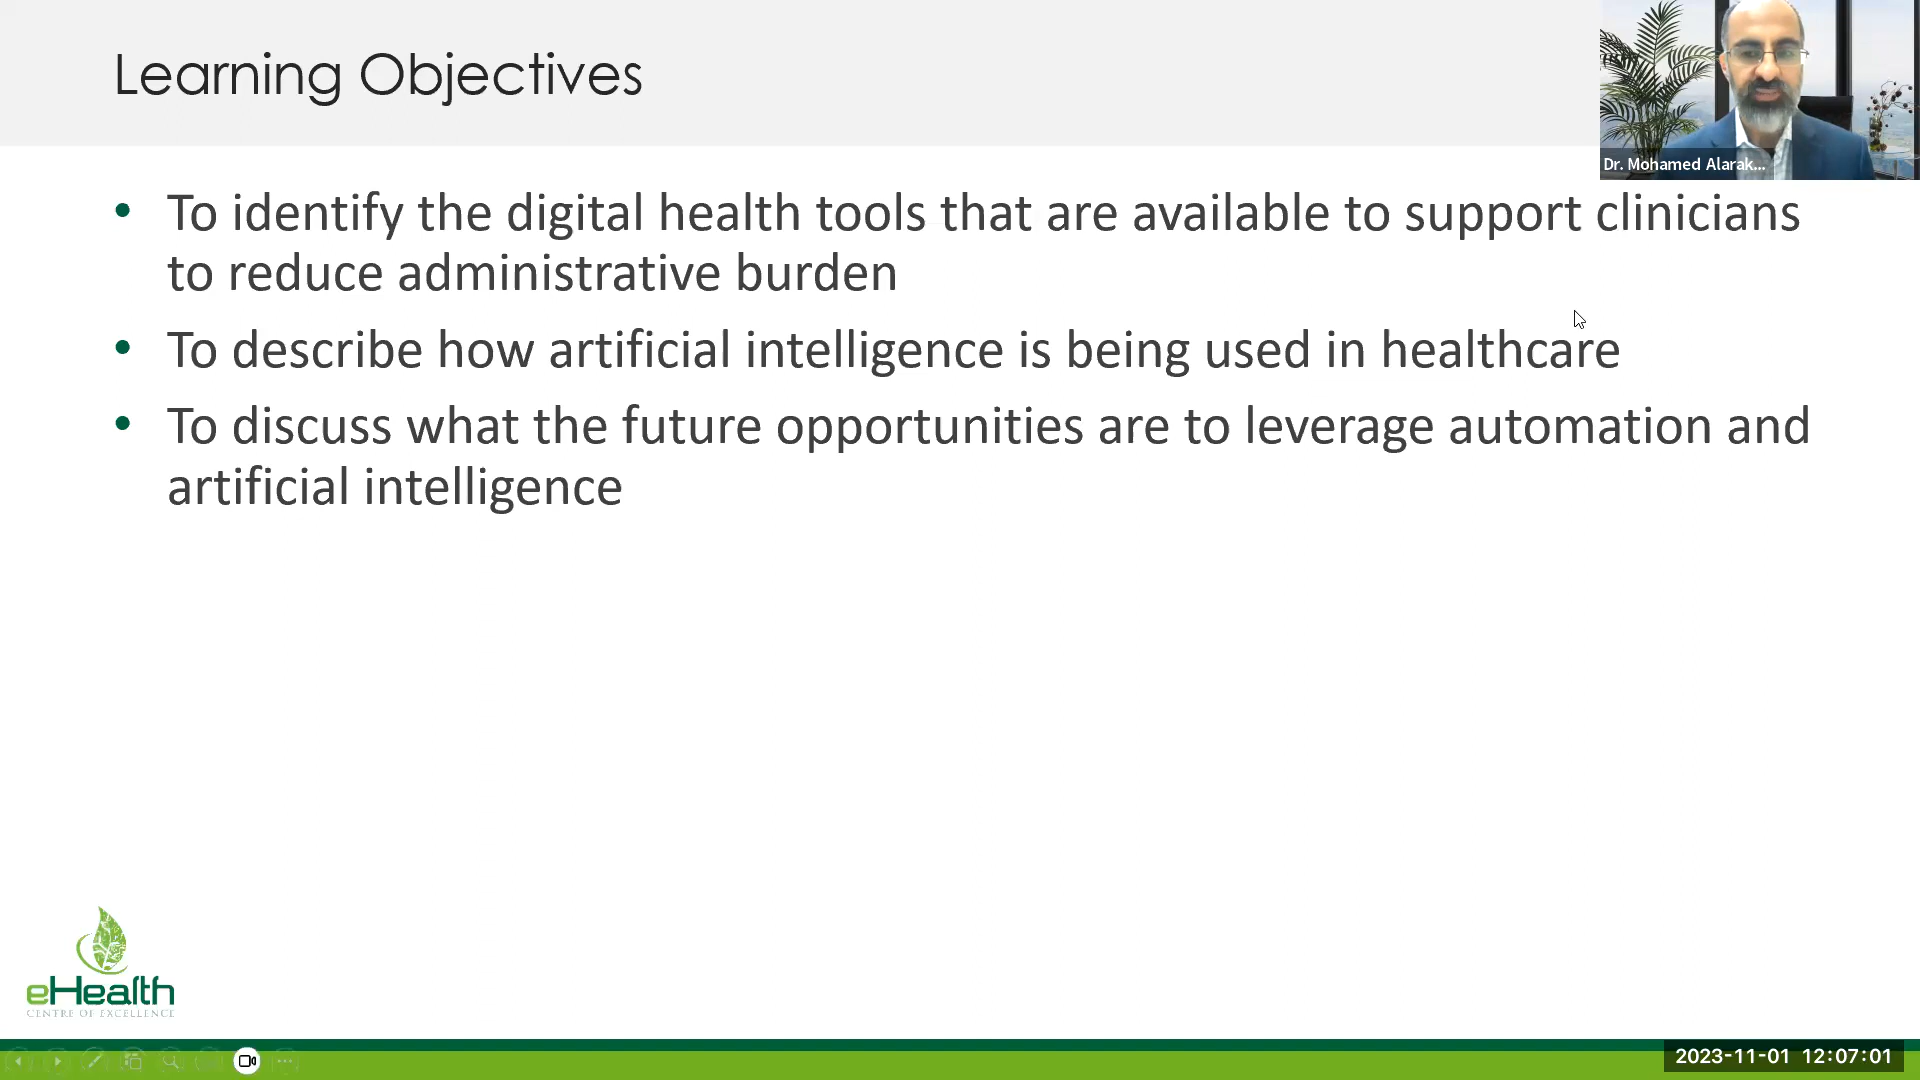 Learning Objectives
Dr. Mohamed Alarak...
• To identify the digital health tools that are available to support clinicians
to reduce administrative burden
• To describe how artificial intelligence is being used in healthcare
• To discuss what the future opportunities are to leverage automation and
artificial intelligence
eHealth
CENTRE OF EXCELLENCE
2023-11-01 12:07:01